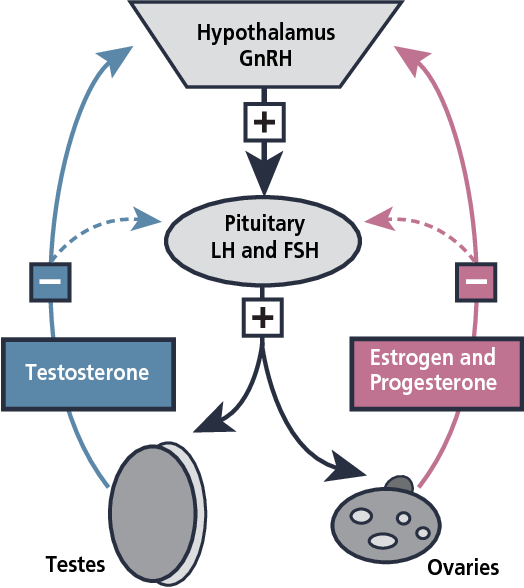 Hypothalamus
GnRH
+
Pituitary
LH and FSH
−
−
+
Testosterone
Estrogen and
Progesterone
Testes
Ovaries